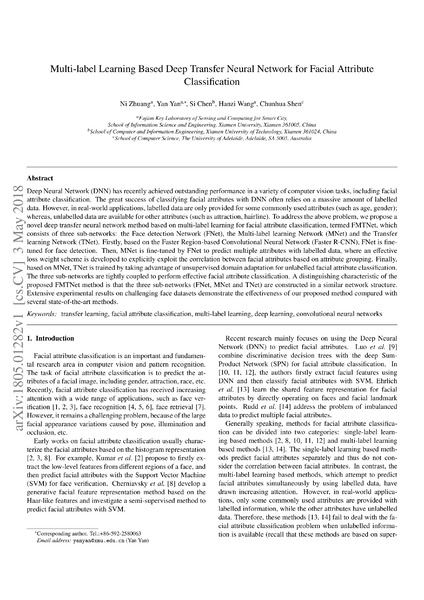 Multi-label Learning Based Deep Transfer Neural Network for Facial Attribute
Classification
Ni Zhuangᵃ, Yan Yanᵃ,*, Si Chenᵇ, Hanzi Wangᵃ, Chunhua Shenᶜ
ᵃFujian Key Laboratory of Sensing and Computing for Smart City,
School of Information Science and Engineering, Xiamen University, Xiamen 361005, China
ᵇSchool of Computer and Information Engineering, Xiamen University of Technology, Xiamen 361024, China
ᶜSchool of Computer Science, The University of Adelaide, Adelaide, SA 5005, Australia
arXiv:1805.01282v1 [cs.CV] 3 May 2018
Abstract
Deep Neural Network (DNN) has recently achieved outstanding performance in a variety of computer vision tasks, including facial
attribute classification. The great success of classifying facial attributes with DNN often relies on a massive amount of labelled
data. However, in real-world applications, labelled data are only provided for some commonly used attributes (such as age, gender);
whereas, unlabelled data are available for other attributes (such as attraction, hairline). To address the above problem, we propose a
novel deep transfer neural network method based on multi-label learning for facial attribute classification, termed FMTNet, which
consists of three sub-networks: the Face detection Network (FNet), the Multi-label learning Network (MNet) and the Transfer
learning Network (TNet). Firstly, based on the Faster Region-based Convolutional Neural Network (Faster R-CNN), FNet is fine-
tuned for face detection. Then, MNet is fine-tuned by FNet to predict multiple attributes with labelled data, where an effective
loss weight scheme is developed to explicitly exploit the correlation between facial attributes based on attribute grouping. Finally,
based on MNet, TNet is trained by taking advantage of unsupervised domain adaptation for unlabelled facial attribute classification.
The three sub-networks are tightly coupled to perform effective facial attribute classification. A distinguishing characteristic of the
proposed FMTNet method is that the three sub-networks (FNet, MNet and TNet) are constructed in a similar network structure.
Extensive experimental results on challenging face datasets demonstrate the effectiveness of our proposed method compared with
several state-of-the-art methods.
Keywords: transfer learning, facial attribute classification, multi-label learning, deep learning, convolutional neural networks
1. Introduction
Facial attribute classification is an important and fundamen-
tal research area in computer vision and pattern recognition.
The task of facial attribute classification is to predict the at-
tributes of a facial image, including gender, attraction, race, etc.
Recently, facial attribute classification has received increasing
attention with a wide range of applications, such as face ver-
ification [1, 2, 3], face recognition [4, 5, 6], face retrieval [7].
However, it remains a challenging problem, because of the large
facial appearance variations caused by pose, illumination and
occlusion, etc.
Early works on facial attribute classification usually charac-
terize the facial attributes based on the histogram representation
[2, 3, 8]. For example, Kumar et al. [2] propose to firstly ex-
tract the low-level features from different regions of a face, and
then predict facial attributes with the Support Vector Machine
(SVM) for face verification. Cherniavsky et al. [8] develop a
generative facial feature representation method based on the
Haar-like features and investigate a semi-supervised method to
predict facial attributes with SVM.
*Corresponding author. Tel:+86-592-2580063
Email address: yanyan@xmu.edu.cn (Yan Yan)
Recent research mainly focuses on using the Deep Neural
Network (DNN) to predict facial attributes. Luo et al. [9]
combine discriminative decision trees with the deep Sum-
Product Network (SPN) for facial attribute classification. In
[10, 11, 12], the authors firstly extract facial features using
DNN and then classify facial attributes with SVM. Ehrlich
et al. [13] learn the shared feature representation for facial
attributes by directly operating on faces and facial landmark
points. Rudd et al. [14] address the problem of imbalanced
data to predict multiple facial attributes.
Generally speaking, methods for facial attribute classifica-
tion can be divided into two categories: single-label learn-
ing based methods [2, 8, 10, 11, 12] and multi-label learning
based methods [13, 14]. The single-label learning based meth-
ods predict facial attributes separately and thus do not con-
sider the correlation between facial attributes. In contrast, the
multi-label learning based methods, which attempt to predict
facial attributes simultaneously by using labelled data, have
drawn increasing attention. However, in real-world applica-
tions, only some commonly used attributes are provided with
labelled information, while the other attributes have unlabelled
data. Therefore, these methods [13, 14] fail to deal with the fa-
cial attribute classification problem when unlabelled informa-
tion is available (recall that these methods are based on super-